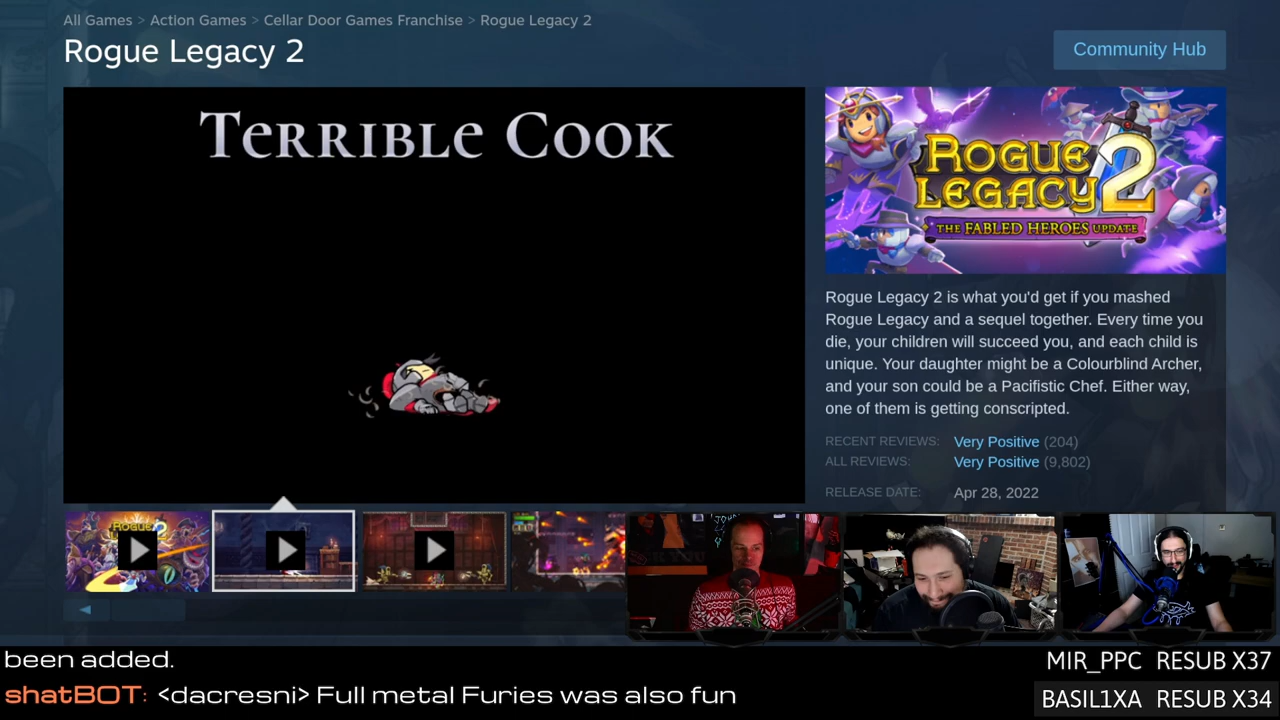 All Games > Action Games > Cellar Door Games Franchise > Rogue Legacy 2
Rogue Legacy 2
Community Hub
Terrible Cook
ROGUE
LEGACY 2
THE FABLED HEROES UPDATE
Rogue Legacy 2 is what you'd get if you mashed
Rogue Legacy and a sequel together. Every time you
die, your children will succeed you, and each child is
unique. Your daughter might be a Colourblind Archer,
and your son could be a Pacifistic Chef. Either way,
one of them is getting conscripted.
RECENT REVIEWS: Very Positive (204)
ALL REVIEWS: Very Positive (9,802)
RELEASE DATE: Apr 28, 2022
been added.
shatBOT: <dacresni> Full metal Furies was also fun
MIR_PPC RESUB X37
BASIL1XA RESUB X34